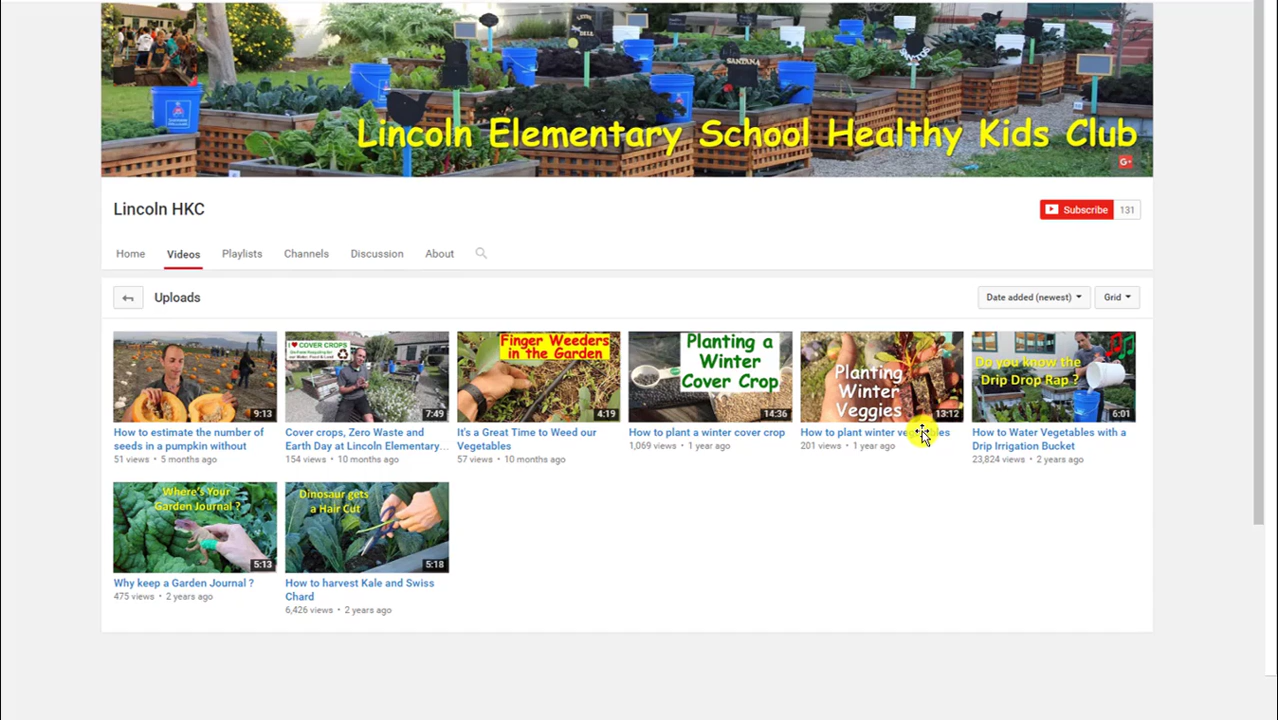 SANTANA
Lincoln Elementary School Healthy Kids Club
G+
Lincoln HKC
Subscribe 131
Home Videos Playlists Channels Discussion About
Uploads
Date added (newest) Grid
9:13
How to estimate the number of
seeds in a pumpkin without
51 views • 5 months ago
I ♥ COVER CROPS
7:49
Cover crops, Zero Waste and
Earth Day at Lincoln Elementary...
154 views • 10 months ago
Finger Weeders
in the Garden
4:19
It's a Great Time to Weed our
Vegetables
57 views • 10 months ago
Planting a
Winter
Cover Crop
14:36
How to plant a winter cover crop
1,069 views • 1 year ago
Planting
Winter
Veggies
13:12
How to plant winter vegetables
201 views • 1 year ago
Do you know the
Drip Drop Rap ?
6:01
How to Water Vegetables with a
Drip Irrigation Bucket
23,824 views • 2 years ago
Where's Your
Garden Journal ?
5:13
Why keep a Garden Journal ?
475 views • 2 years ago
Dinosaur gets
a Hair Cut
5:18
How to harvest Kale and Swiss
Chard
6,426 views • 2 years ago